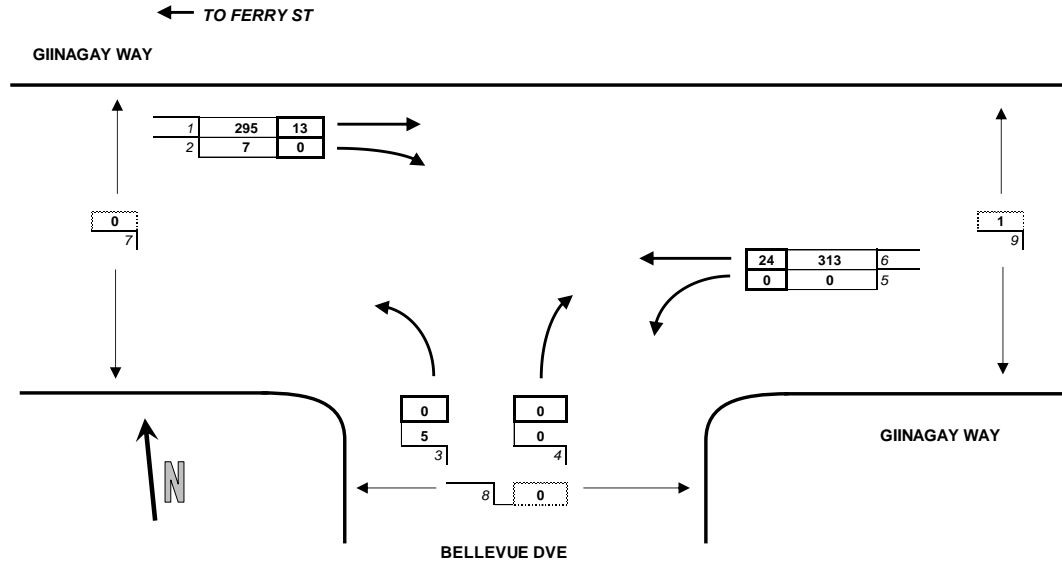 TO FERRY ST
GIINAGAY WAY
1 295 13
2 7 0
0
7
1
9
24 313 6
0 0 5
0 0
5 0
3 4
GIINAGAY WAY
N
8 0
BELLEVUE DVE